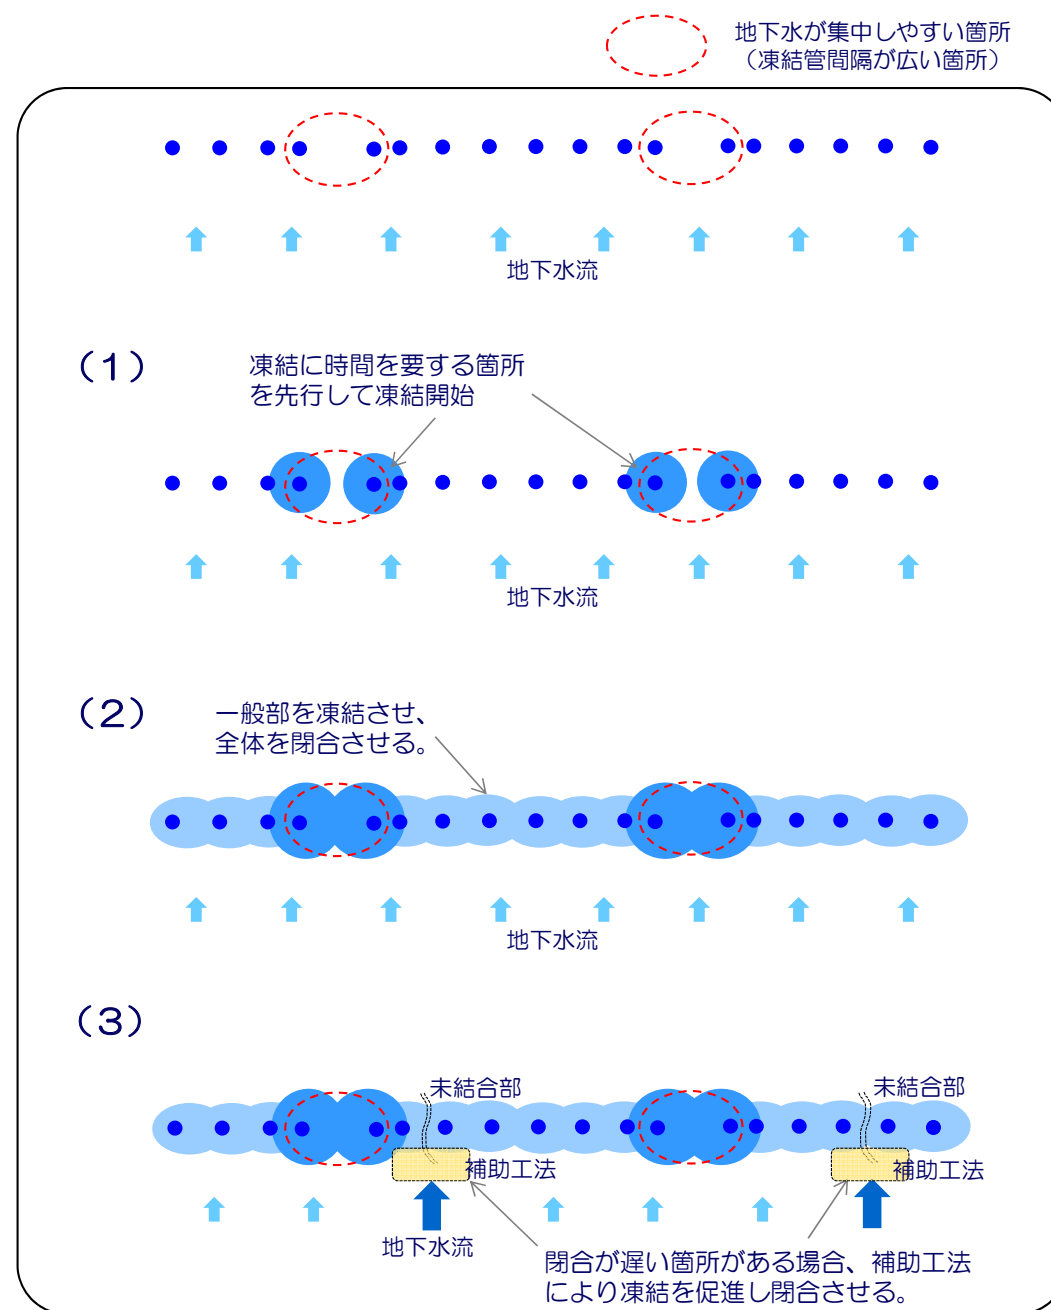 地下水が集中しやすい箇所
（凍結管間隔が広い箇所）
地下水流
（１）
凍結に時間を要する箇所
を先行して凍結開始
地下水流
（２）
一般部を凍結させ、
全体を閉合させる。
地下水流
（３）
未結合部
未結合部
補助工法
補助工法
地下水流
閉合が遅い箇所がある場合、補助工法
により凍結を促進し閉合させる。